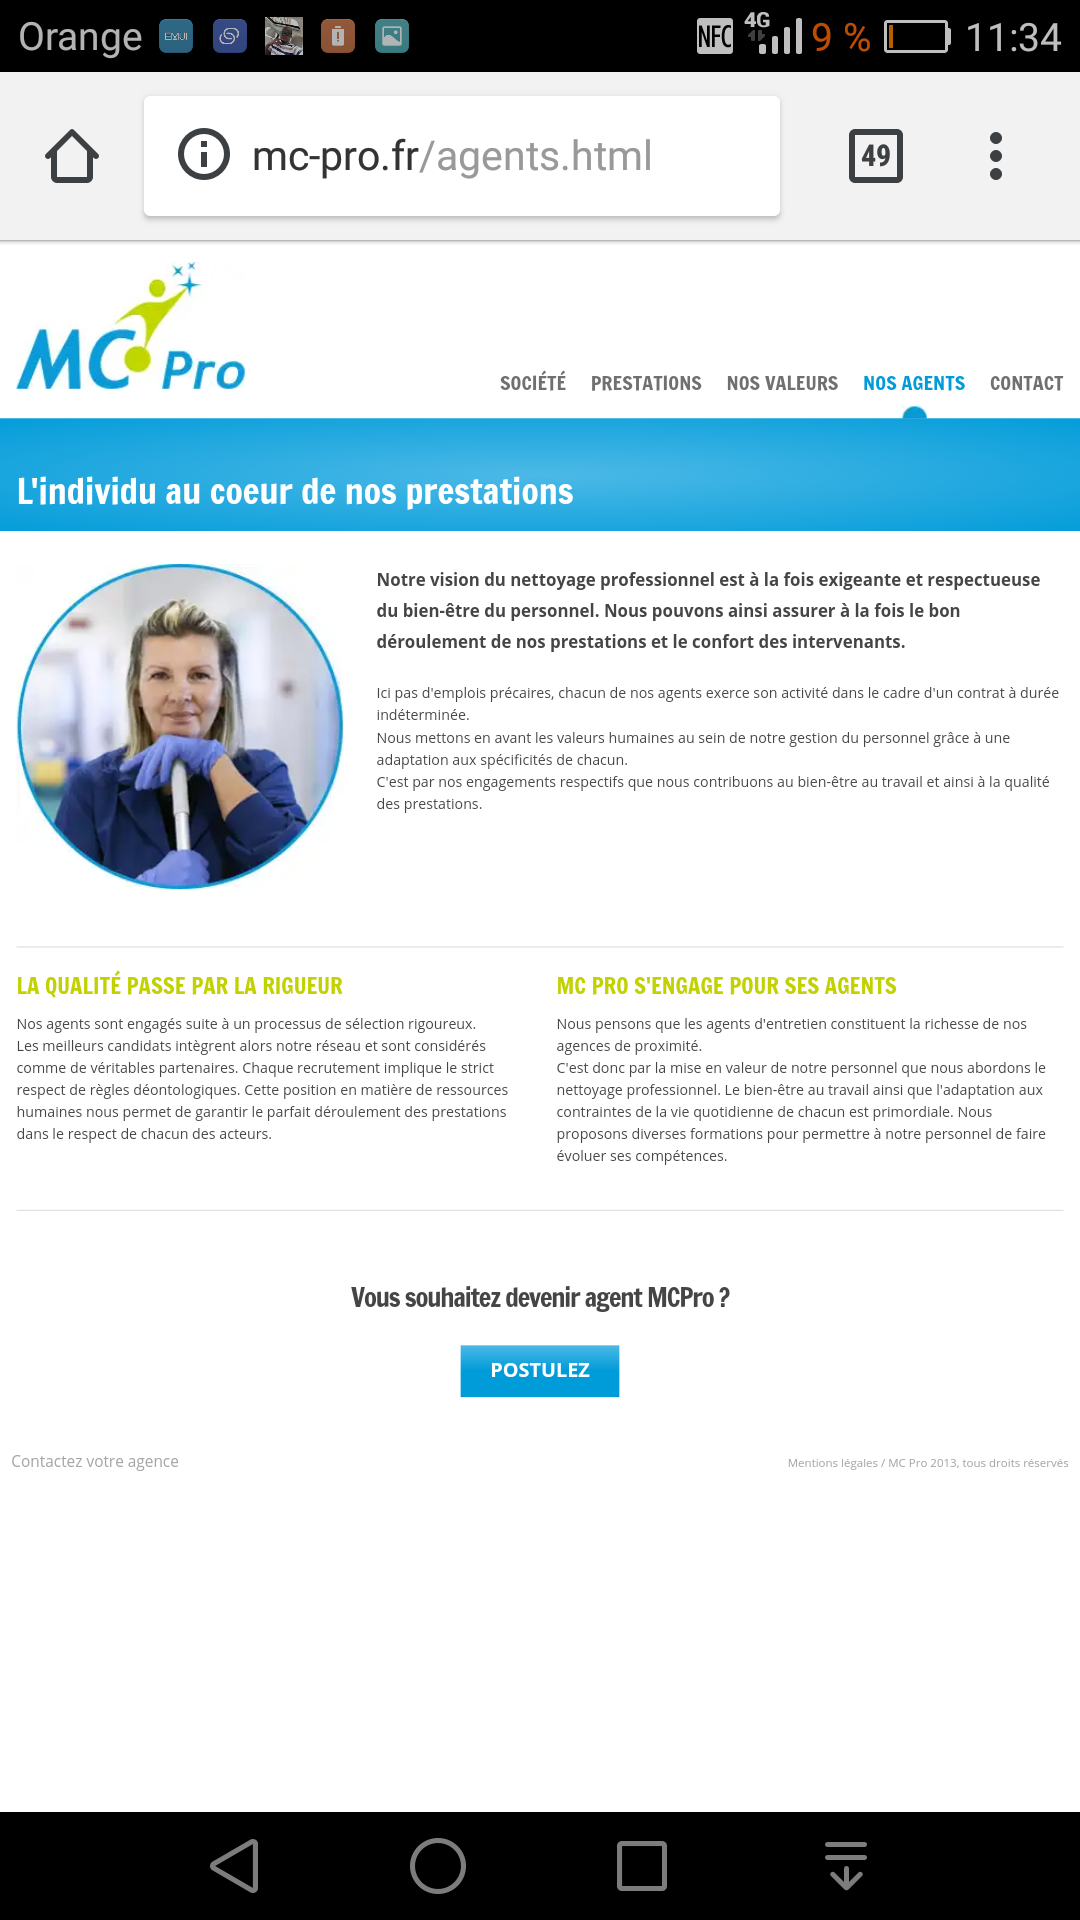 Orange EMUI NFC 4G 9 % 11:34
mc-pro.fr/agents.html 49
MC Pro
SOCIÉTÉ PRESTATIONS NOS VALEURS NOS AGENTS CONTACT
L'individu au coeur de nos prestations
Notre vision du nettoyage professionnel est à la fois exigeante et respectueuse
du bien-être du personnel. Nous pouvons ainsi assurer à la fois le bon
déroulement de nos prestations et le confort des intervenants.
Ici pas d'emplois précaires, chacun de nos agents exerce son activité dans le cadre d'un contrat à durée
indéterminée.
Nous mettons en avant les valeurs humaines au sein de notre gestion du personnel grâce à une
adaptation aux spécificités de chacun.
C'est par nos engagements respectifs que nous contribuons au bien-être au travail et ainsi à la qualité
des prestations.
LA QUALITÉ PASSE PAR LA RIGUEUR
Nos agents sont engagés suite à un processus de sélection rigoureux.
Les meilleurs candidats intègrent alors notre réseau et sont considérés
comme de véritables partenaires. Chaque recrutement implique le strict
respect de règles déontologiques. Cette position en matière de ressources
humaines nous permet de garantir le parfait déroulement des prestations
dans le respect de chacun des acteurs.
MC PRO S'ENGAGE POUR SES AGENTS
Nous pensons que les agents d'entretien constituent la richesse de nos
agences de proximité.
C'est donc par la mise en valeur de notre personnel que nous abordons le
nettoyage professionnel. Le bien-être au travail ainsi que l'adaptation aux
contraintes de la vie quotidienne de chacun est primordiale. Nous
proposons diverses formations pour permettre à notre personnel de faire
évoluer ses compétences.
Vous souhaitez devenir agent MCPro ?
POSTULEZ
Contactez votre agence
Mentions légales / MC Pro 2013, tous droits réservés